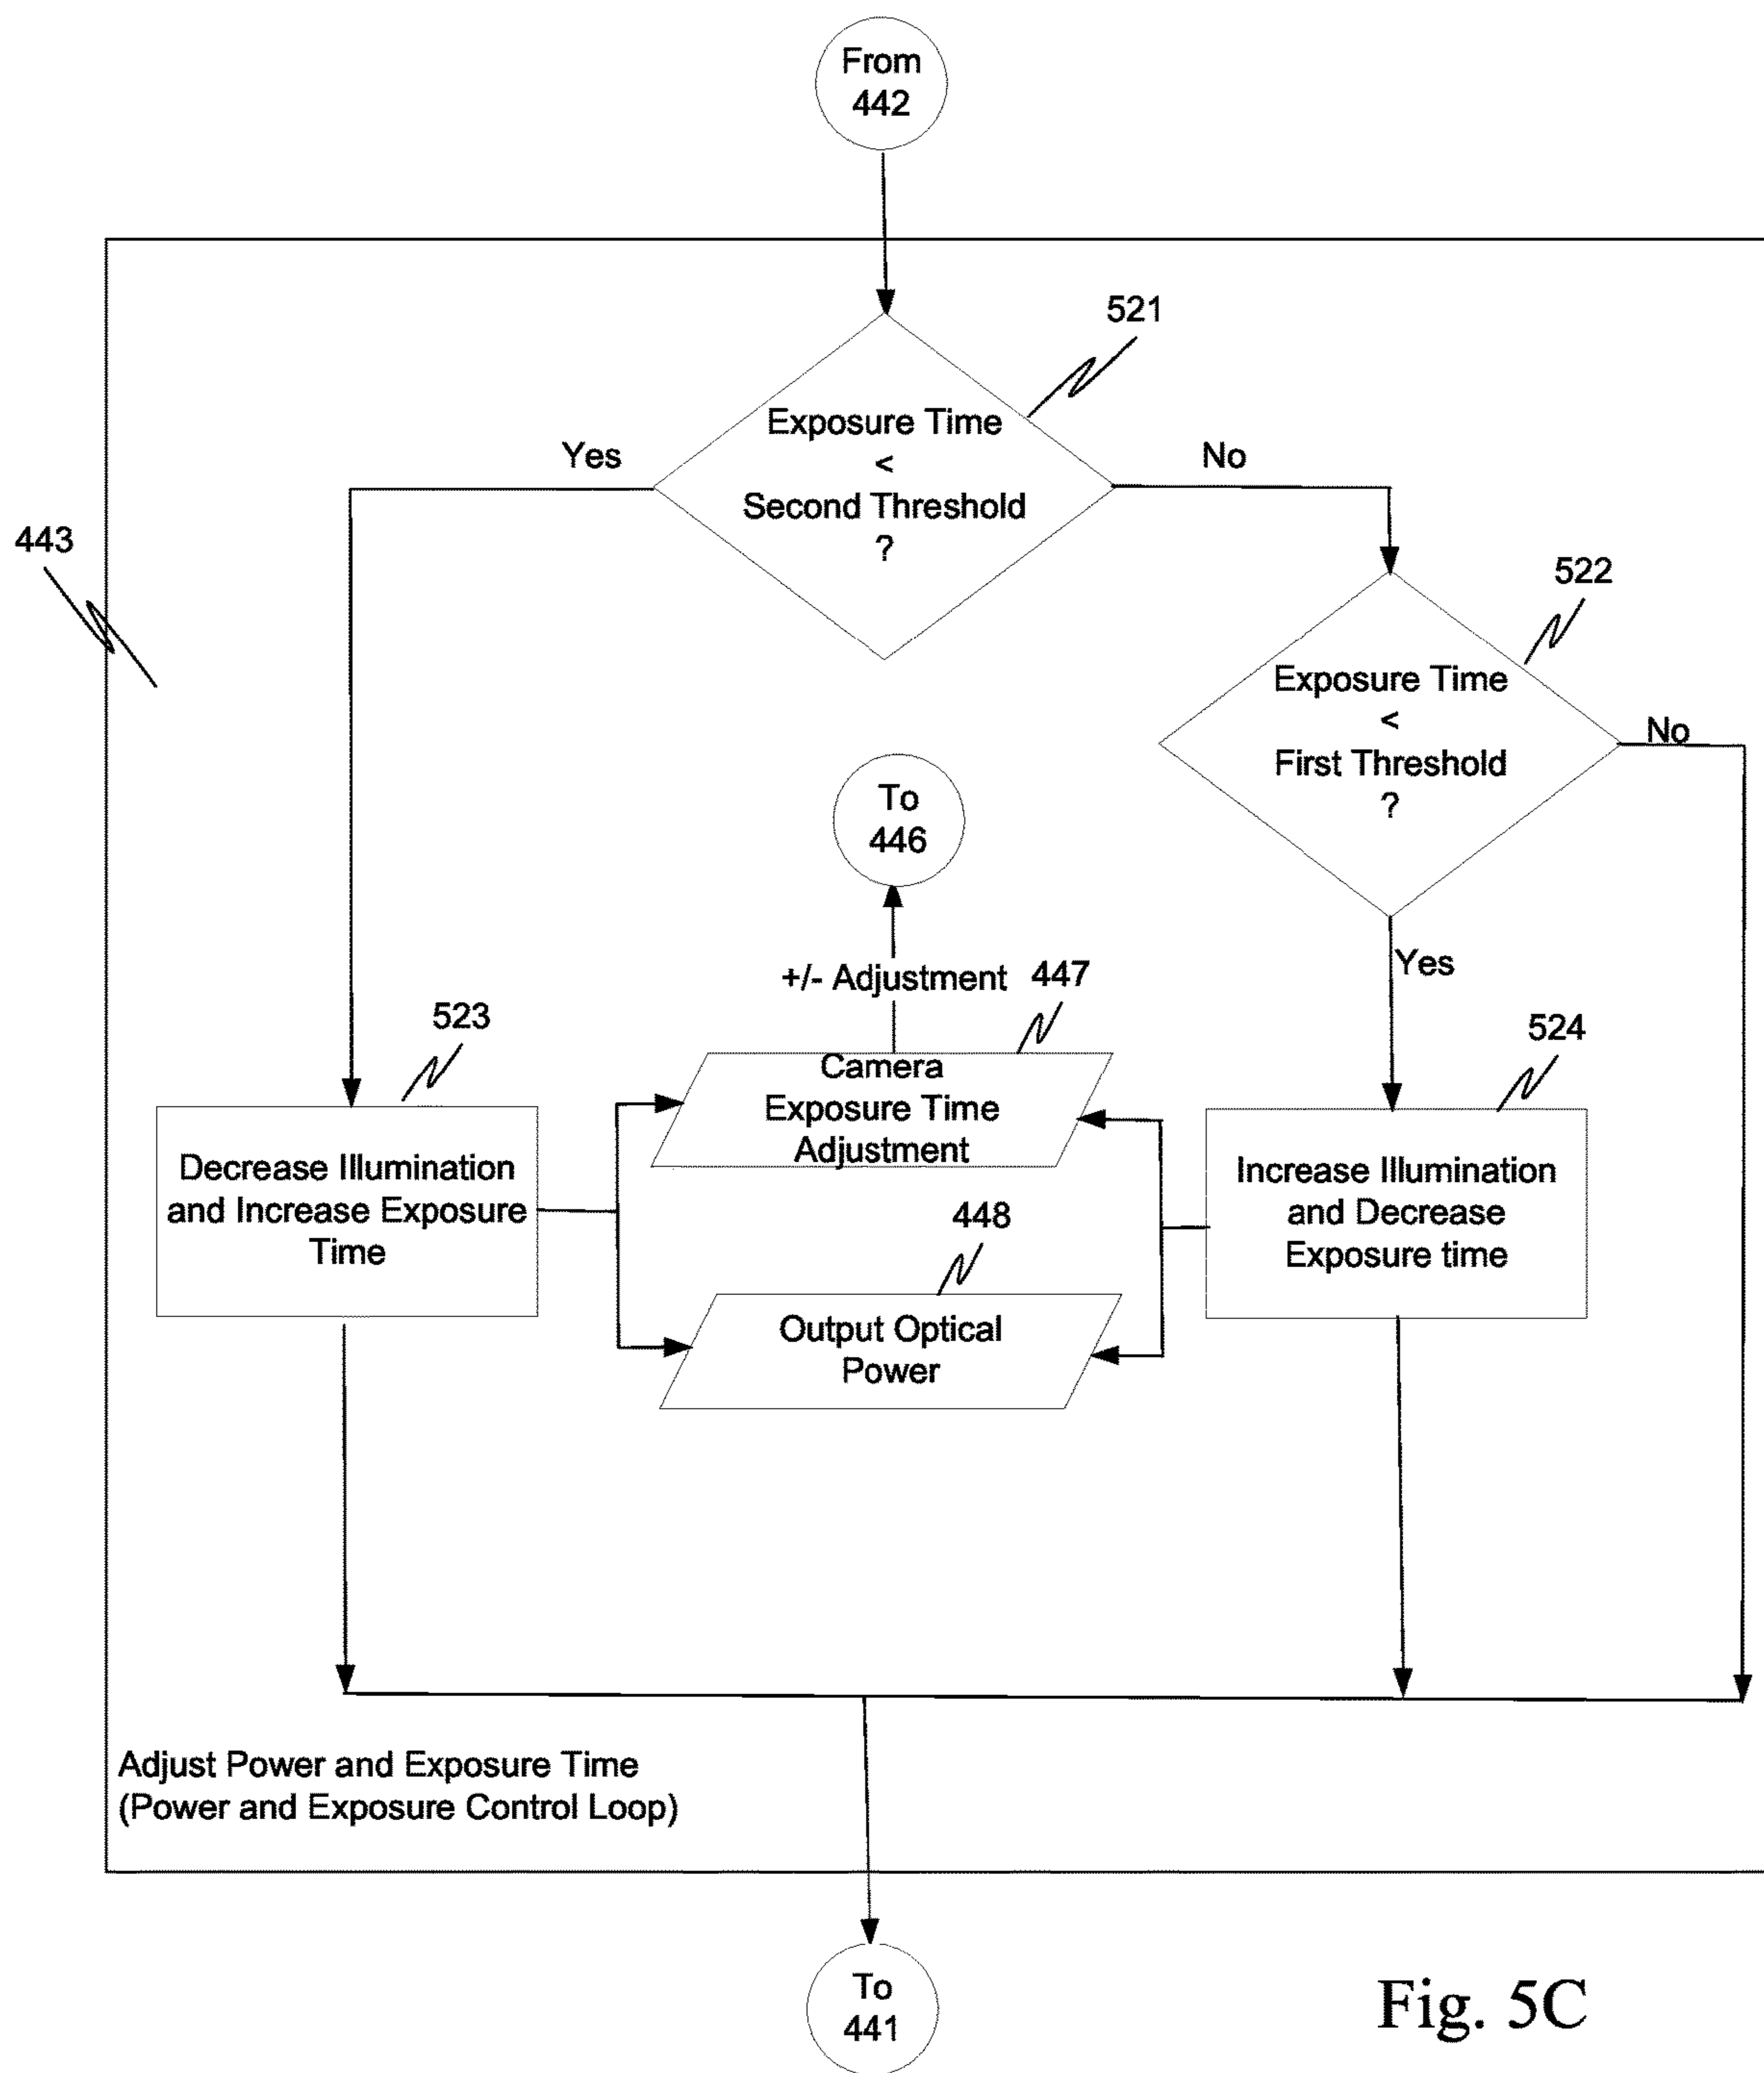 From
442
521
Exposure Time
<
Second Threshold
?
Yes
No
443
522
Exposure Time
<
First Threshold
?
No
Yes
To
446
+/- Adjustment
447
Camera
Exposure Time
Adjustment
523
Decrease Illumination
and Increase Exposure
Time
524
Increase Illumination
and Decrease
Exposure time
448
Output Optical
Power
Adjust Power and Exposure Time
(Power and Exposure Control Loop)
To
441
Fig. 5C